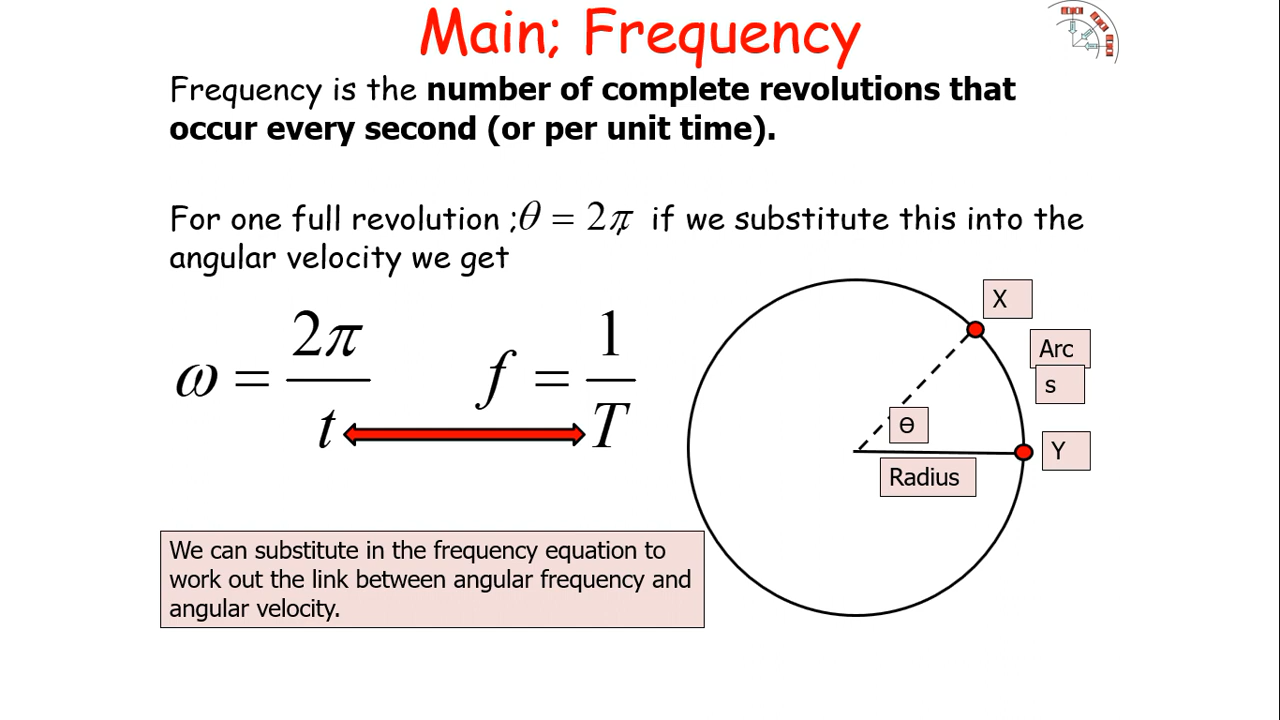 Main; Frequency
Frequency is the number of complete revolutions that
occur every second (or per unit time).
For one full revolution ;θ = 2π, if we substitute this into the
angular velocity we get
ω = 2π / t
f = 1 / T
X
Arc
s
Θ
Y
Radius
We can substitute in the frequency equation to
work out the link between angular frequency and
angular velocity.